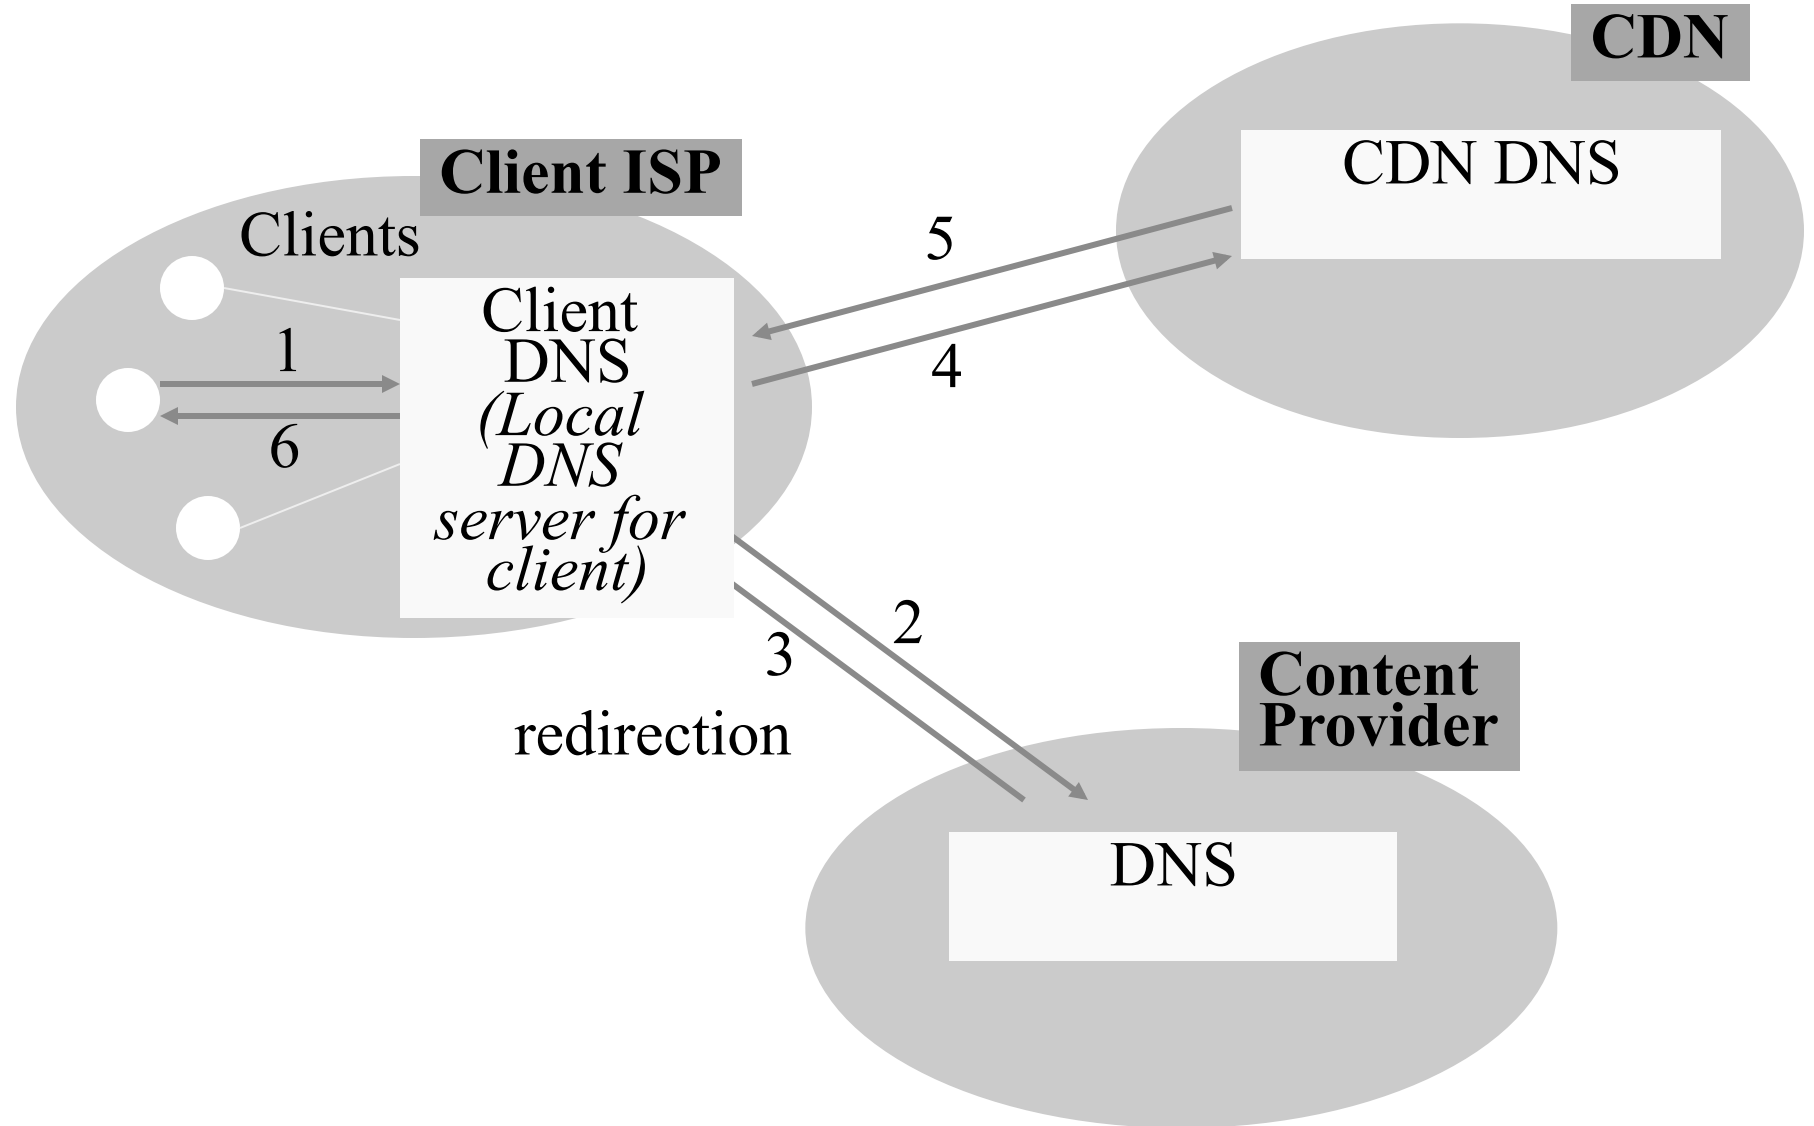 CDN
CDN DNS
Client ISP
Clients
Client
DNS
(Local
DNS
server for
client)
1
6
5
4
2
3
redirection
Content
Provider
DNS